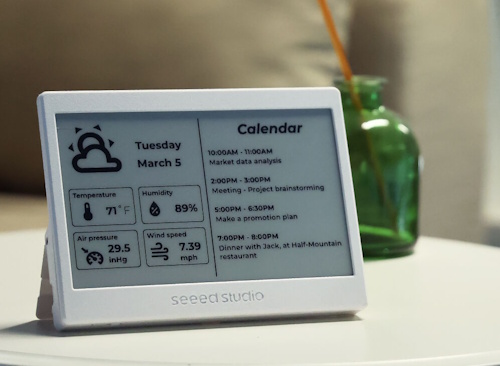 Tuesday
March 5
Temperature
71°F
Humidity
89%
Air pressure
29.5
inHg
Wind speed
7.39
mph
Calendar
10:00AM - 11:00AM
Market data analysis
2:00PM - 3:00PM
Meeting - Project brainstorming
5:00PM - 6:30PM
Make a promotion plan
7:00PM - 8:00PM
Dinner with Jack, at Half-Mountain
restaurant
seeed studio